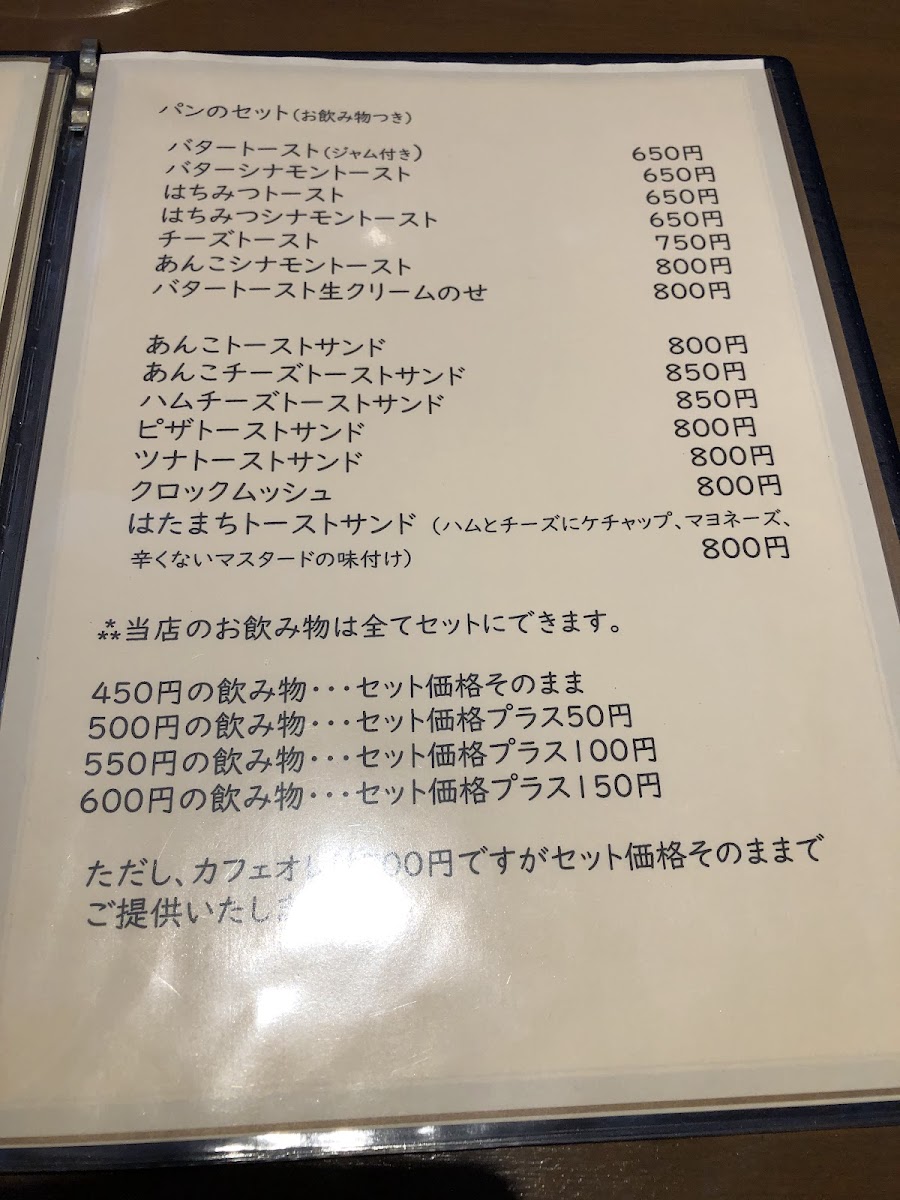 パンのセット(お飲み物つき)
バタートースト(ジャム付き) 650円
バターシナモントースト 650円
はちみつトースト 650円
はちみつシナモントースト 650円
チーズトースト 750円
あんこシナモントースト 800円
バタートースト生クリームのせ 800円
あんこトーストサンド 800円
あんこチーズトーストサンド 850円
ハムチーズトーストサンド 850円
ピザトーストサンド 800円
ツナトーストサンド 800円
クロックムッシュ 800円
はたまちトーストサンド (ハムとチーズにケチャップ、マヨネーズ、
辛くないマスタードの味付け) 800円
⁂当店のお飲み物は全てセットにできます。
450円の飲み物・・・セット価格そのまま
500円の飲み物・・・セット価格プラス50円
550円の飲み物・・・セット価格プラス100円
600円の飲み物・・・セット価格プラス150円
ただし、カフェオレ 00円ですがセット価格そのままで
ご提供いたしま